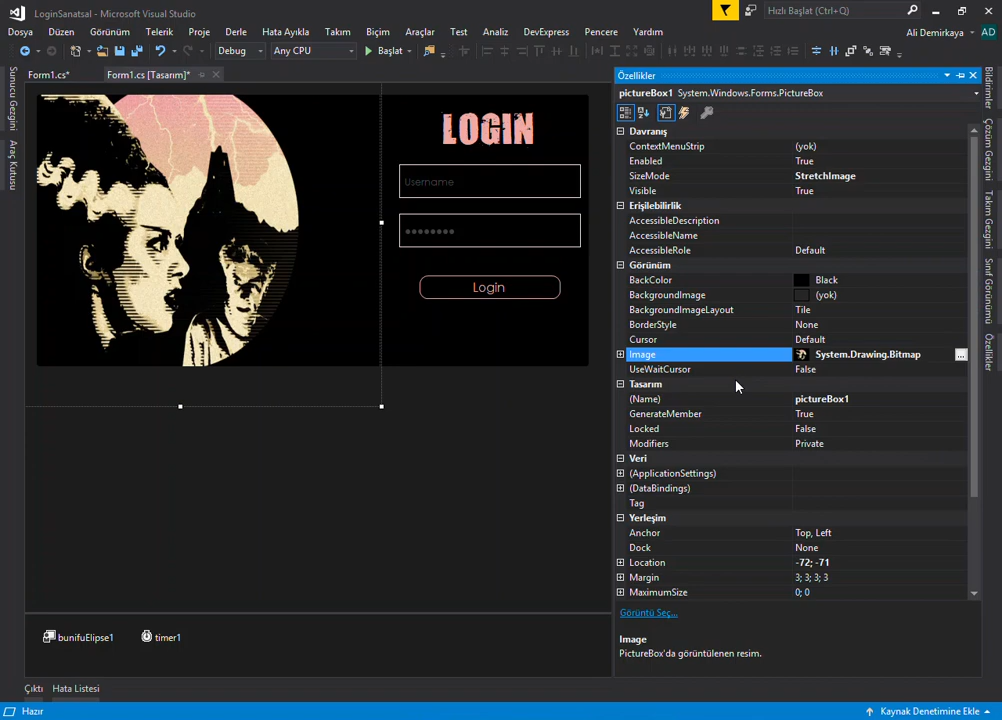 LoginSanatsal - Microsoft Visual Studio
Hızlı Başlat (Ctrl+Q)
Dosya Düzen Görünüm Telerik Proje Derle Hata Ayıkla Takım Biçim Araçlar Test Analiz DevExpress Pencere Yardım
Ali Demirkaya AD
Debug Any CPU Başlat
Form1.cs* Form1.cs [Tasarım]*
Sunucu Gezgini
Araç Kutusu
LOGIN
Username
Login
bunifuElipse1 timer1
Özellikler
pictureBox1 System.Windows.Forms.PictureBox
Davranış
ContextMenuStrip (yok)
Enabled True
SizeMode StretchImage
Visible True
Erişilebilirlik
AccessibleDescription
AccessibleName
AccessibleRole Default
Görünüm
BackColor Black
BackgroundImage (yok)
BackgroundImageLayout Tile
BorderStyle None
Cursor Default
Image System.Drawing.Bitmap ...
UseWaitCursor False
Tasarım
(Name) pictureBox1
GenerateMember True
Locked False
Modifiers Private
Veri
(ApplicationSettings)
(DataBindings)
Tag
Yerleşim
Anchor Top, Left
Dock None
Location -72; -71
Margin 3; 3; 3; 3
MaximumSize 0; 0
Görüntü Seç...
Image
PictureBox'da görüntülenen resim.
Bildirimler
Çözüm Gezgini
Takım Gezgini
Sınıf Görünümü
Özellikler
Çıktı Hata Listesi
Hazır
Kaynak Denetimine Ekle